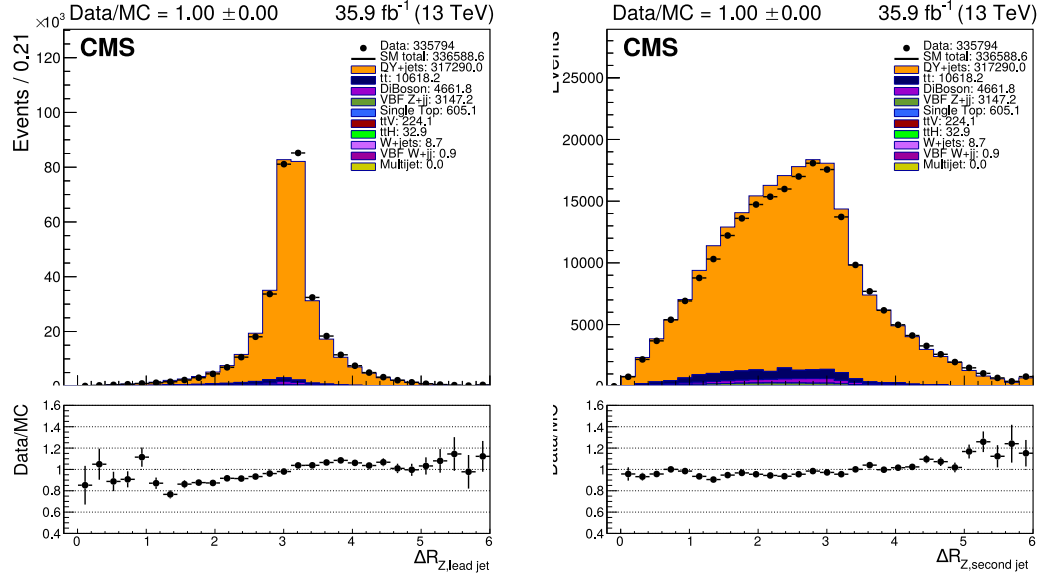 Data/MC = 1.00 ±0.00 35.9 fb⁻¹ (13 TeV)
×10³
Events / 0.21
CMS
Data: 335794
SM total: 336588.6
DY+jets: 317290.0
tt: 10618.2
DiBoson: 4661.8
VBF Z+jj: 3147.2
Single Top: 605.1
ttV: 224.1
ttH: 32.9
W+jets: 8.7
VBF W+jj: 0.9
Multijet: 0.0
120
100
80
60
40
20
0
Data/MC
1.6
1.4
1.2
1
0.8
0.6
0.4
0 1 2 3 4 5 6
ΔR Z,lead jet
Data/MC = 1.00 ±0.00 35.9 fb⁻¹ (13 TeV)
Events
CMS
Data: 335794
SM total: 336588.6
DY+jets: 317290.0
tt: 10618.2
DiBoson: 4661.8
VBF Z+jj: 3147.2
Single Top: 605.1
ttV: 224.1
ttH: 32.9
W+jets: 8.7
VBF W+jj: 0.9
Multijet: 0.0
25000
20000
15000
10000
5000
0
Data/MC
1.6
1.4
1.2
1
0.8
0.6
0.4
0 1 2 3 4 5 6
ΔR Z,second jet